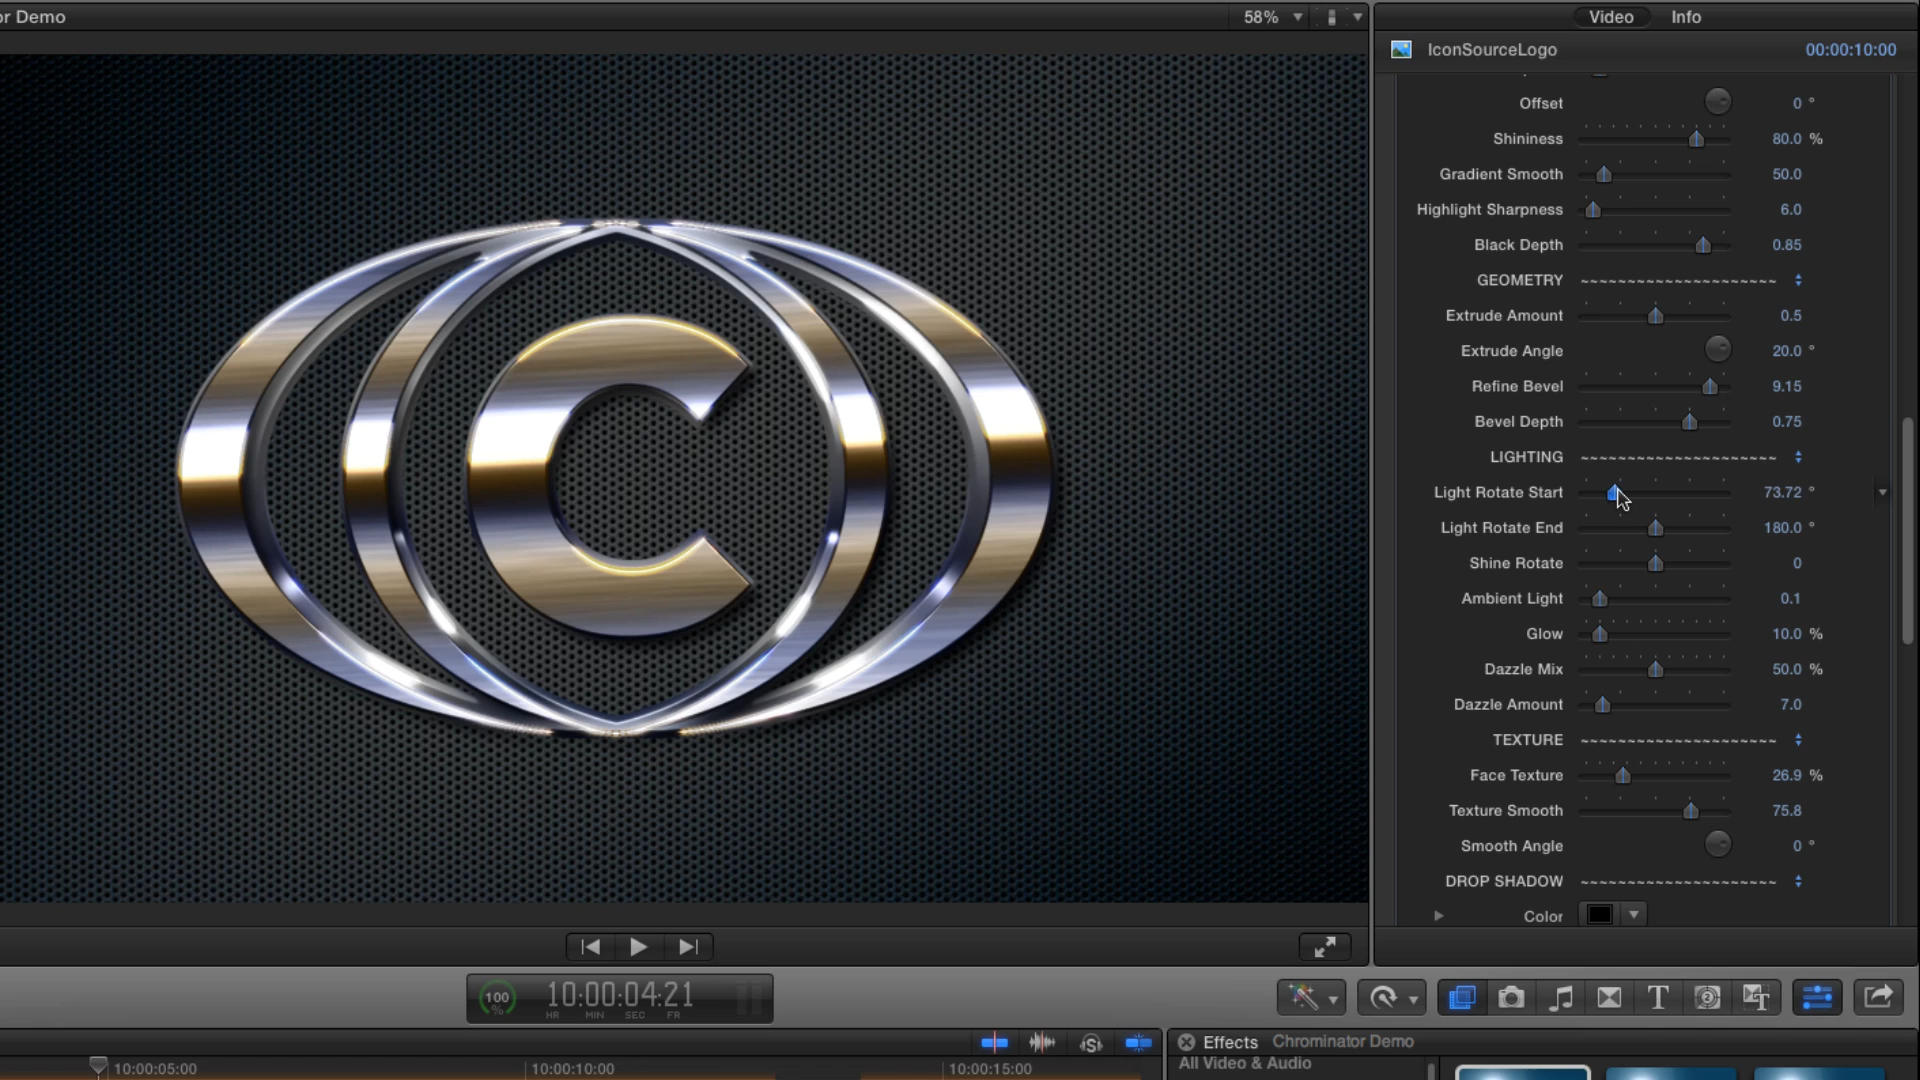 or Demo
58%
Video
Info
IconSourceLogo
00:00:10:00
Offset 0 °
Shininess 80.0 %
Gradient Smooth 50.0
Highlight Sharpness 6.0
Black Depth 0.85
GEOMETRY ~~~~~~~~~~~~~~~~~~~~~
Extrude Amount 0.5
Extrude Angle 20.0 °
Refine Bevel 9.15
Bevel Depth 0.75
LIGHTING ~~~~~~~~~~~~~~~~~~~~~
Light Rotate Start 73.72 °
Light Rotate End 180.0 °
Shine Rotate 0
Ambient Light 0.1
Glow 10.0 %
Dazzle Mix 50.0 %
Dazzle Amount 7.0
TEXTURE ~~~~~~~~~~~~~~~~~~~~~
Face Texture 26.9 %
Texture Smooth 75.8
Smooth Angle 0 °
DROP SHADOW ~~~~~~~~~~~~~~~~~~~~~
Color
C
100
%
10:00:04:21
HR MIN SEC FR
Effects Chrominator Demo
All Video & Audio
10:00:05:00
10:00:10:00
10:00:15:00